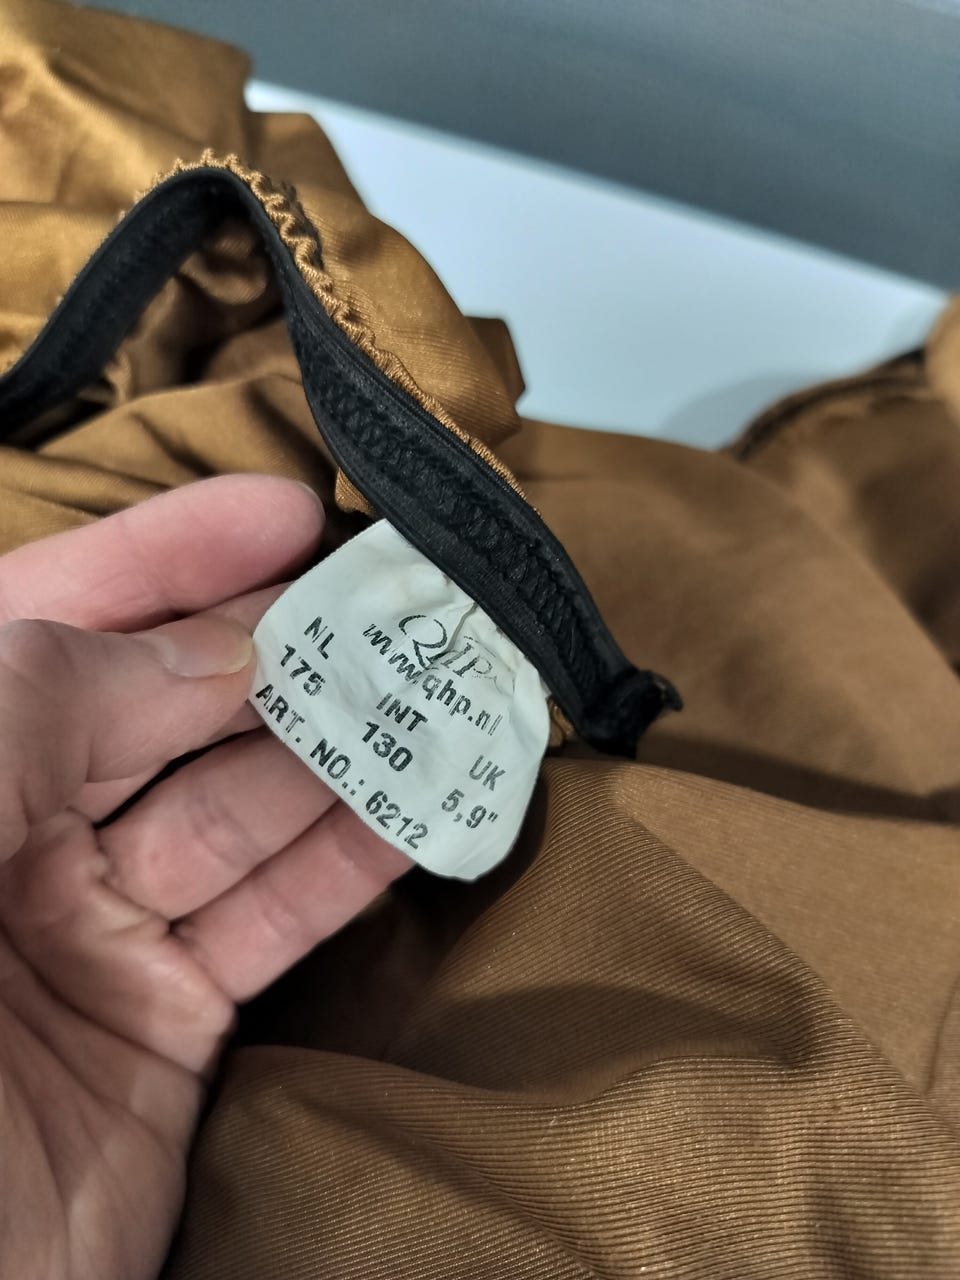 QHP
www.qhp.nl
NL INT UK
175 130 5,9"
ART. NO.: 6212